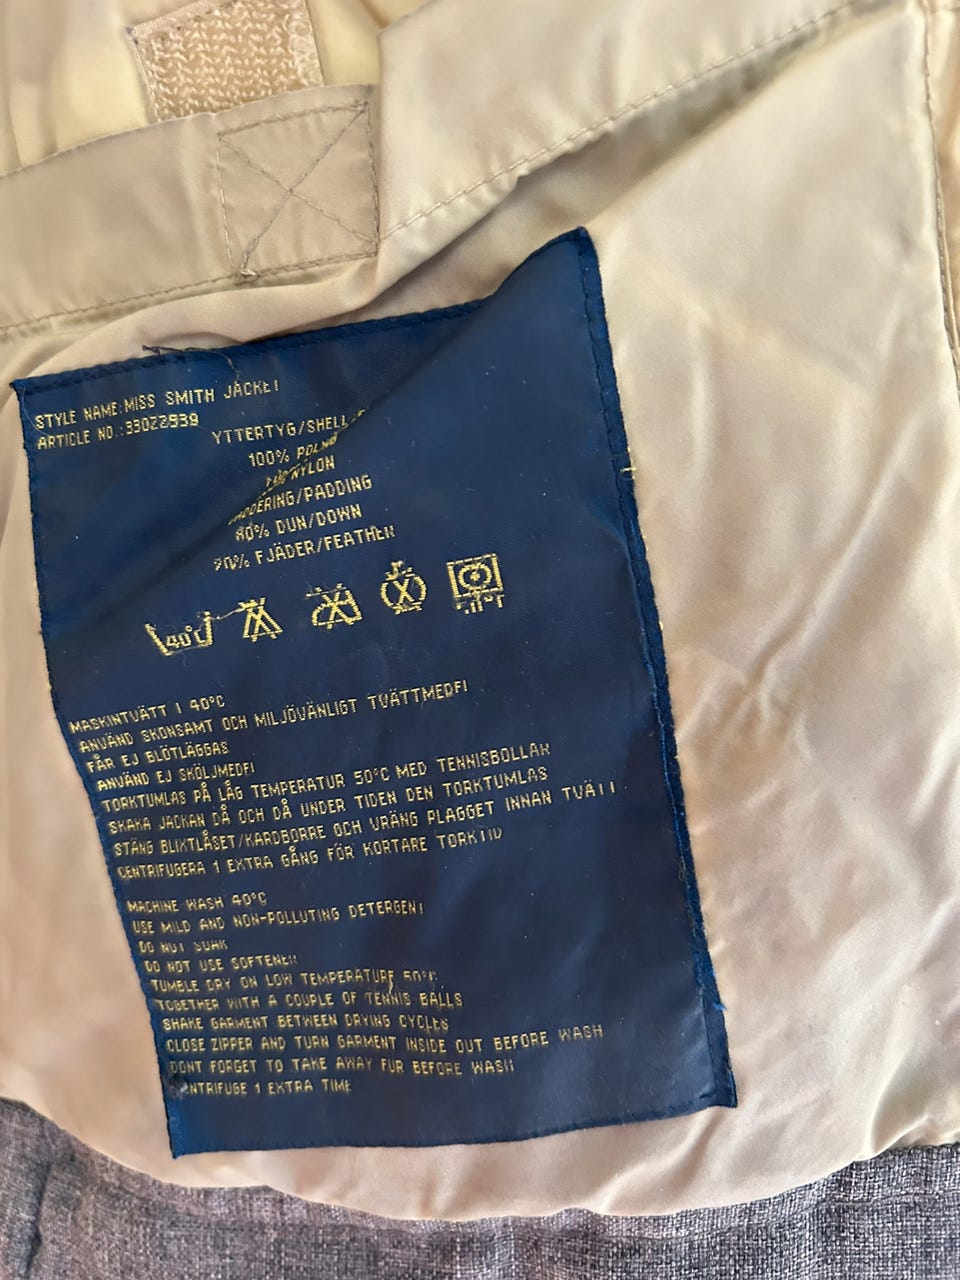 STYLE NAME:MISS SMITH JACKET
ARTICLE NO.:33022939
YTTERTYG/SHELL
100%
NYLON
PADDERING/PADDING
80% DUN/DOWN
20% FJÄDER/FEATHER
40°C
MASKINTVÄTT I 40°C
ANVÄND SKONSAMT OCH MILJÖVÄNLIGT TVÄTTMEDEL
FÅR EJ BLÖTLÄGGAS
ANVÄND EJ SKÖLJMEDEL
TORKTUMLAS PÅ LÅG TEMPERATUR 50°C MED TENNISBOLLAR
SKAKA JACKAN DÅ OCH DÅ UNDER TIDEN DEN TORKTUMLAS
STÄNG BLIXTLÅSET/KARDBORRE OCH VRÄNG PLAGGET INNAN TVÄTT
CENTRIFUGERA 1 EXTRA GÅNG FÖR KORTARE TORKTID
MACHINE WASH 40°C
USE MILD AND NON-POLLUTING DETERGENT
DO NOT SOAK
DO NOT USE SOFTENER
TUMBLE DRY ON LOW TEMPERATURE 50°C
TOGETHER WITH A COUPLE OF TENNIS BALLS
SHAKE GARMENT BETWEEN DRYING CYCLES
CLOSE ZIPPER AND TURN GARMENT INSIDE OUT BEFORE WASH
DONT FORGET TO TAKE AWAY FUR BEFORE WASH
CENTRIFUGE 1 EXTRA TIME